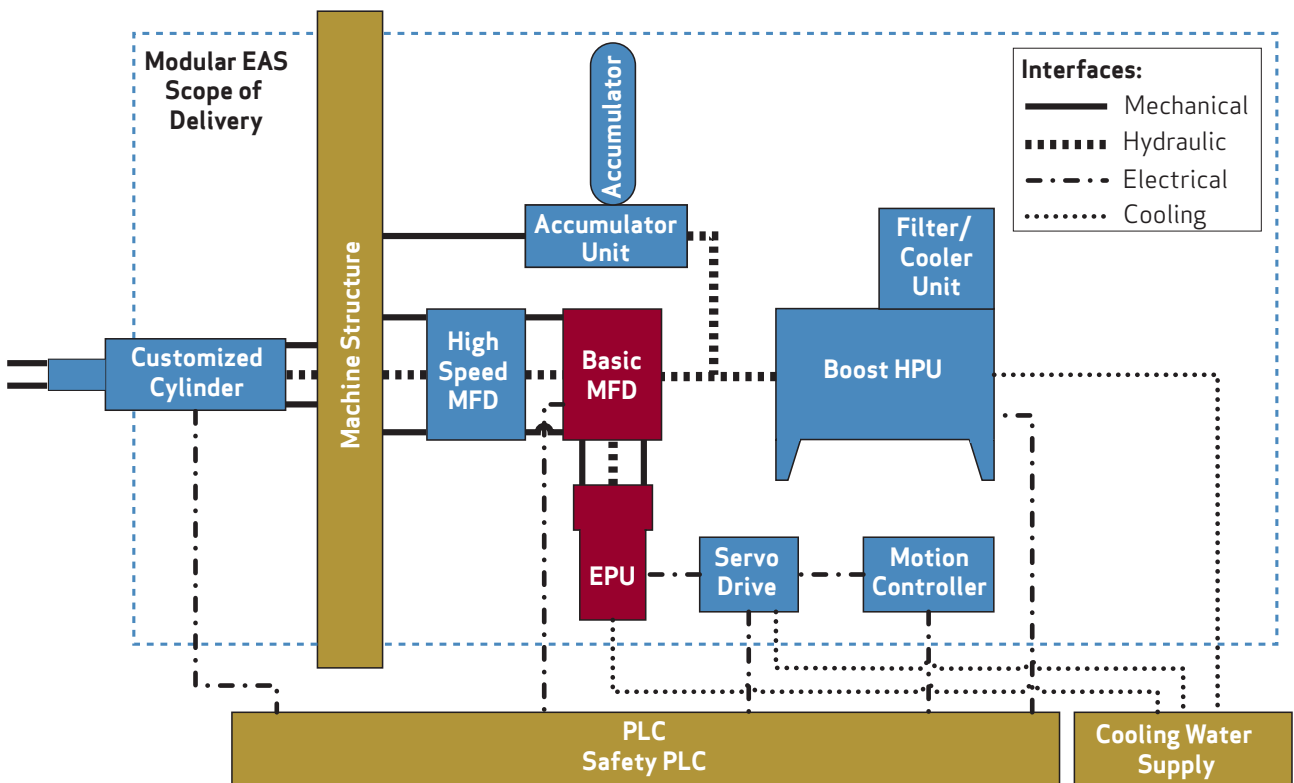 Modular EAS
Scope of
Delivery
Accumulator
Interfaces:
Mechanical
Hydraulic
Electrical
Cooling
Machine Structure
Accumulator
Unit
Filter/
Cooler
Unit
Customized
Cylinder
High
Speed
MFD
Basic
MFD
Boost HPU
EPU
Servo
Drive
Motion
Controller
PLC
Safety PLC
Cooling Water
Supply